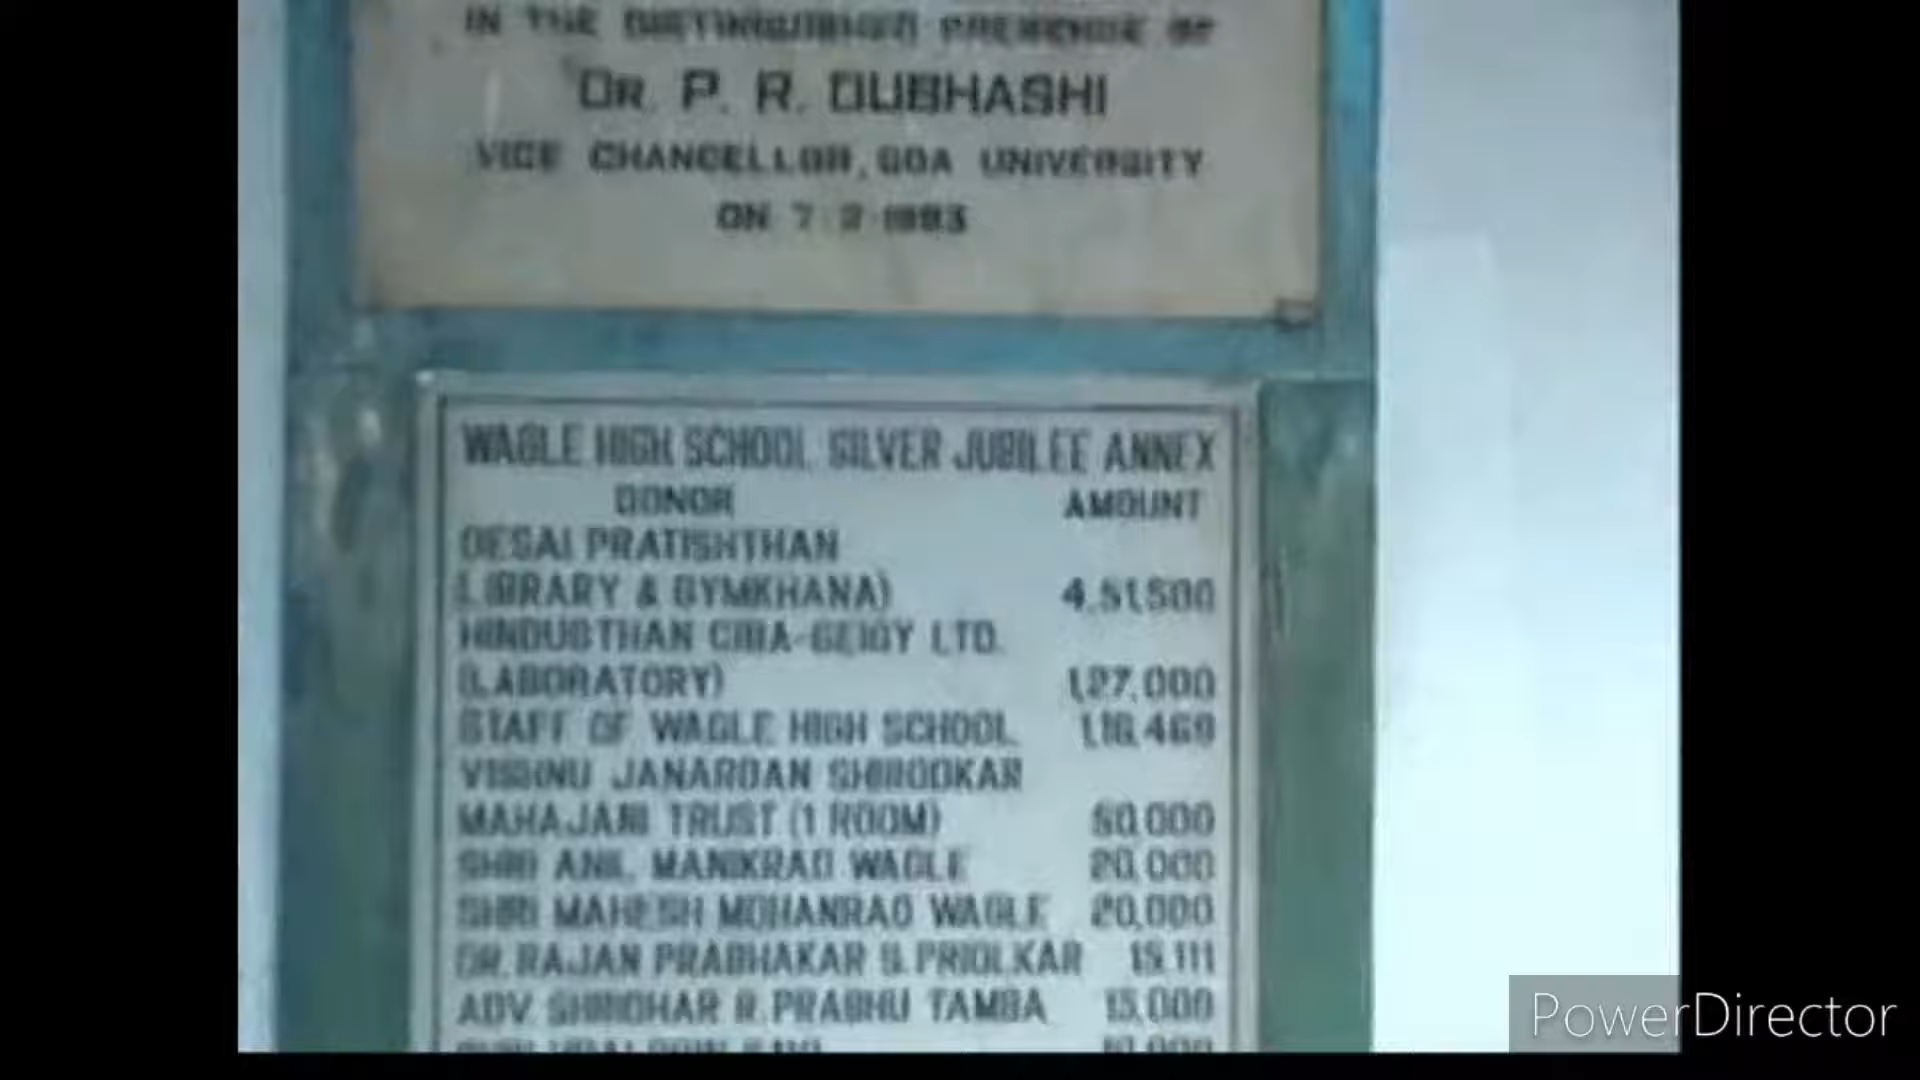 IN THE DISTINGUISHED PRESENCE OF
DR. P. R. DUBHASHI
VICE CHANCELLOR, GOA UNIVERSITY
ON 7-2-1993
WAGLE HIGH SCHOOL SILVER JUBILEE ANNEX
DONOR AMOUNT
DESAI PRATISHTHAN
(LIBRARY & GYMKHANA) 4,51,500
HINDUSTHAN CIBA-GEIGY LTD.
(LABORATORY) 1,27,000
STAFF OF WAGLE HIGH SCHOOL 1,16,469
VISHNU JANARDAN SHIRODKAR
MAHAJANI TRUST (1 ROOM) 50,000
SHRI ANIL MANIKRAO WAGLE 20,000
SHRI MAHESH MOHANRAO WAGLE 20,000
DR. RAJAN PRABHAKAR S. PRIOLKAR 15,111
ADV. SHRIDHAR R. PRABHU TAMBA 15,000
PowerDirector